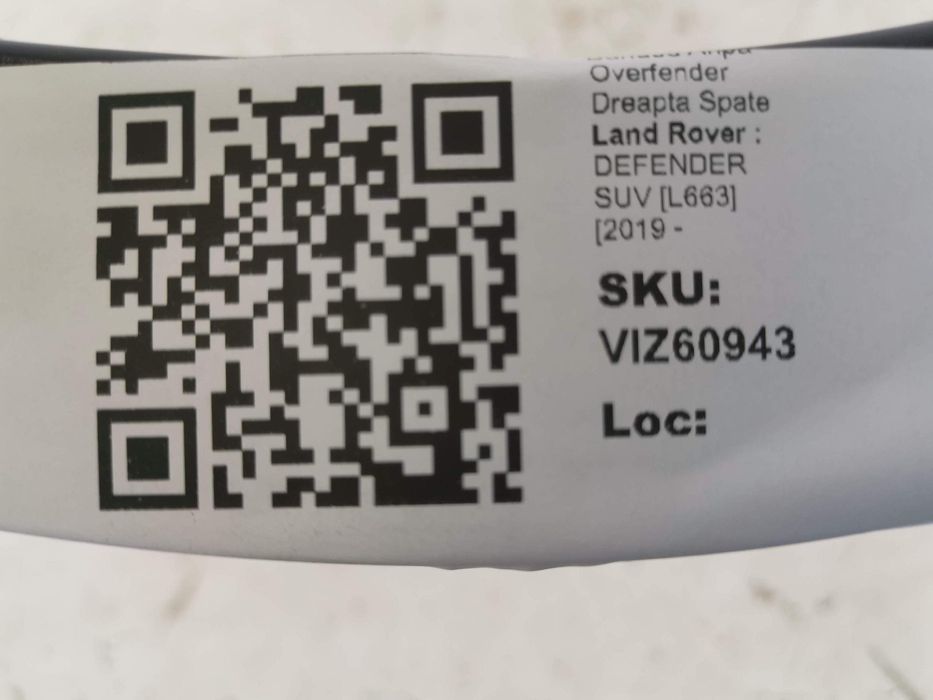 Overfender
Dreapta Spate
Land Rover :
DEFENDER
SUV [L663]
[2019 -
SKU:
VIZ60943
Loc: